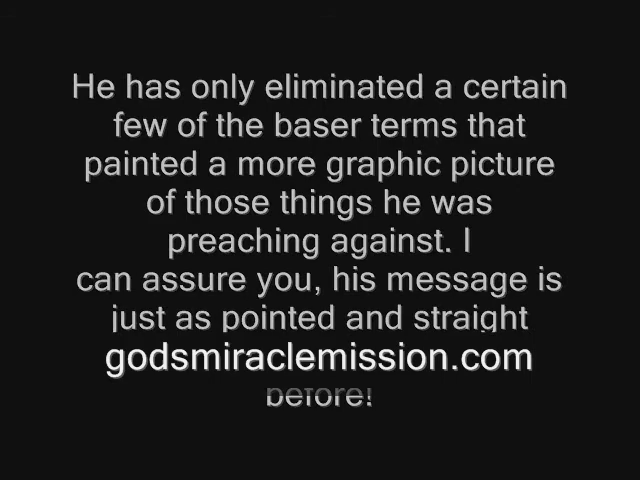 He has only eliminated a certain
few of the baser terms that
painted a more graphic picture
of those things he was
preaching against. I
can assure you, his message is
just as pointed and straight
godsmiraclemission.com
before!